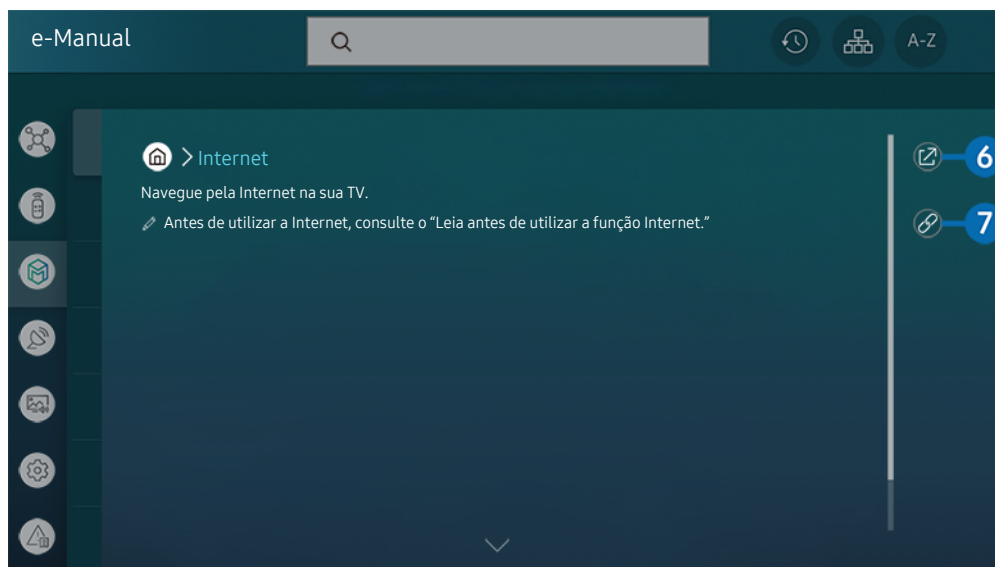 e-Manual
A-Z
> Internet
Navegue pela Internet na sua TV.
Antes de utilizar a Internet, consulte o “Leia antes de utilizar a função Internet.”
6
7